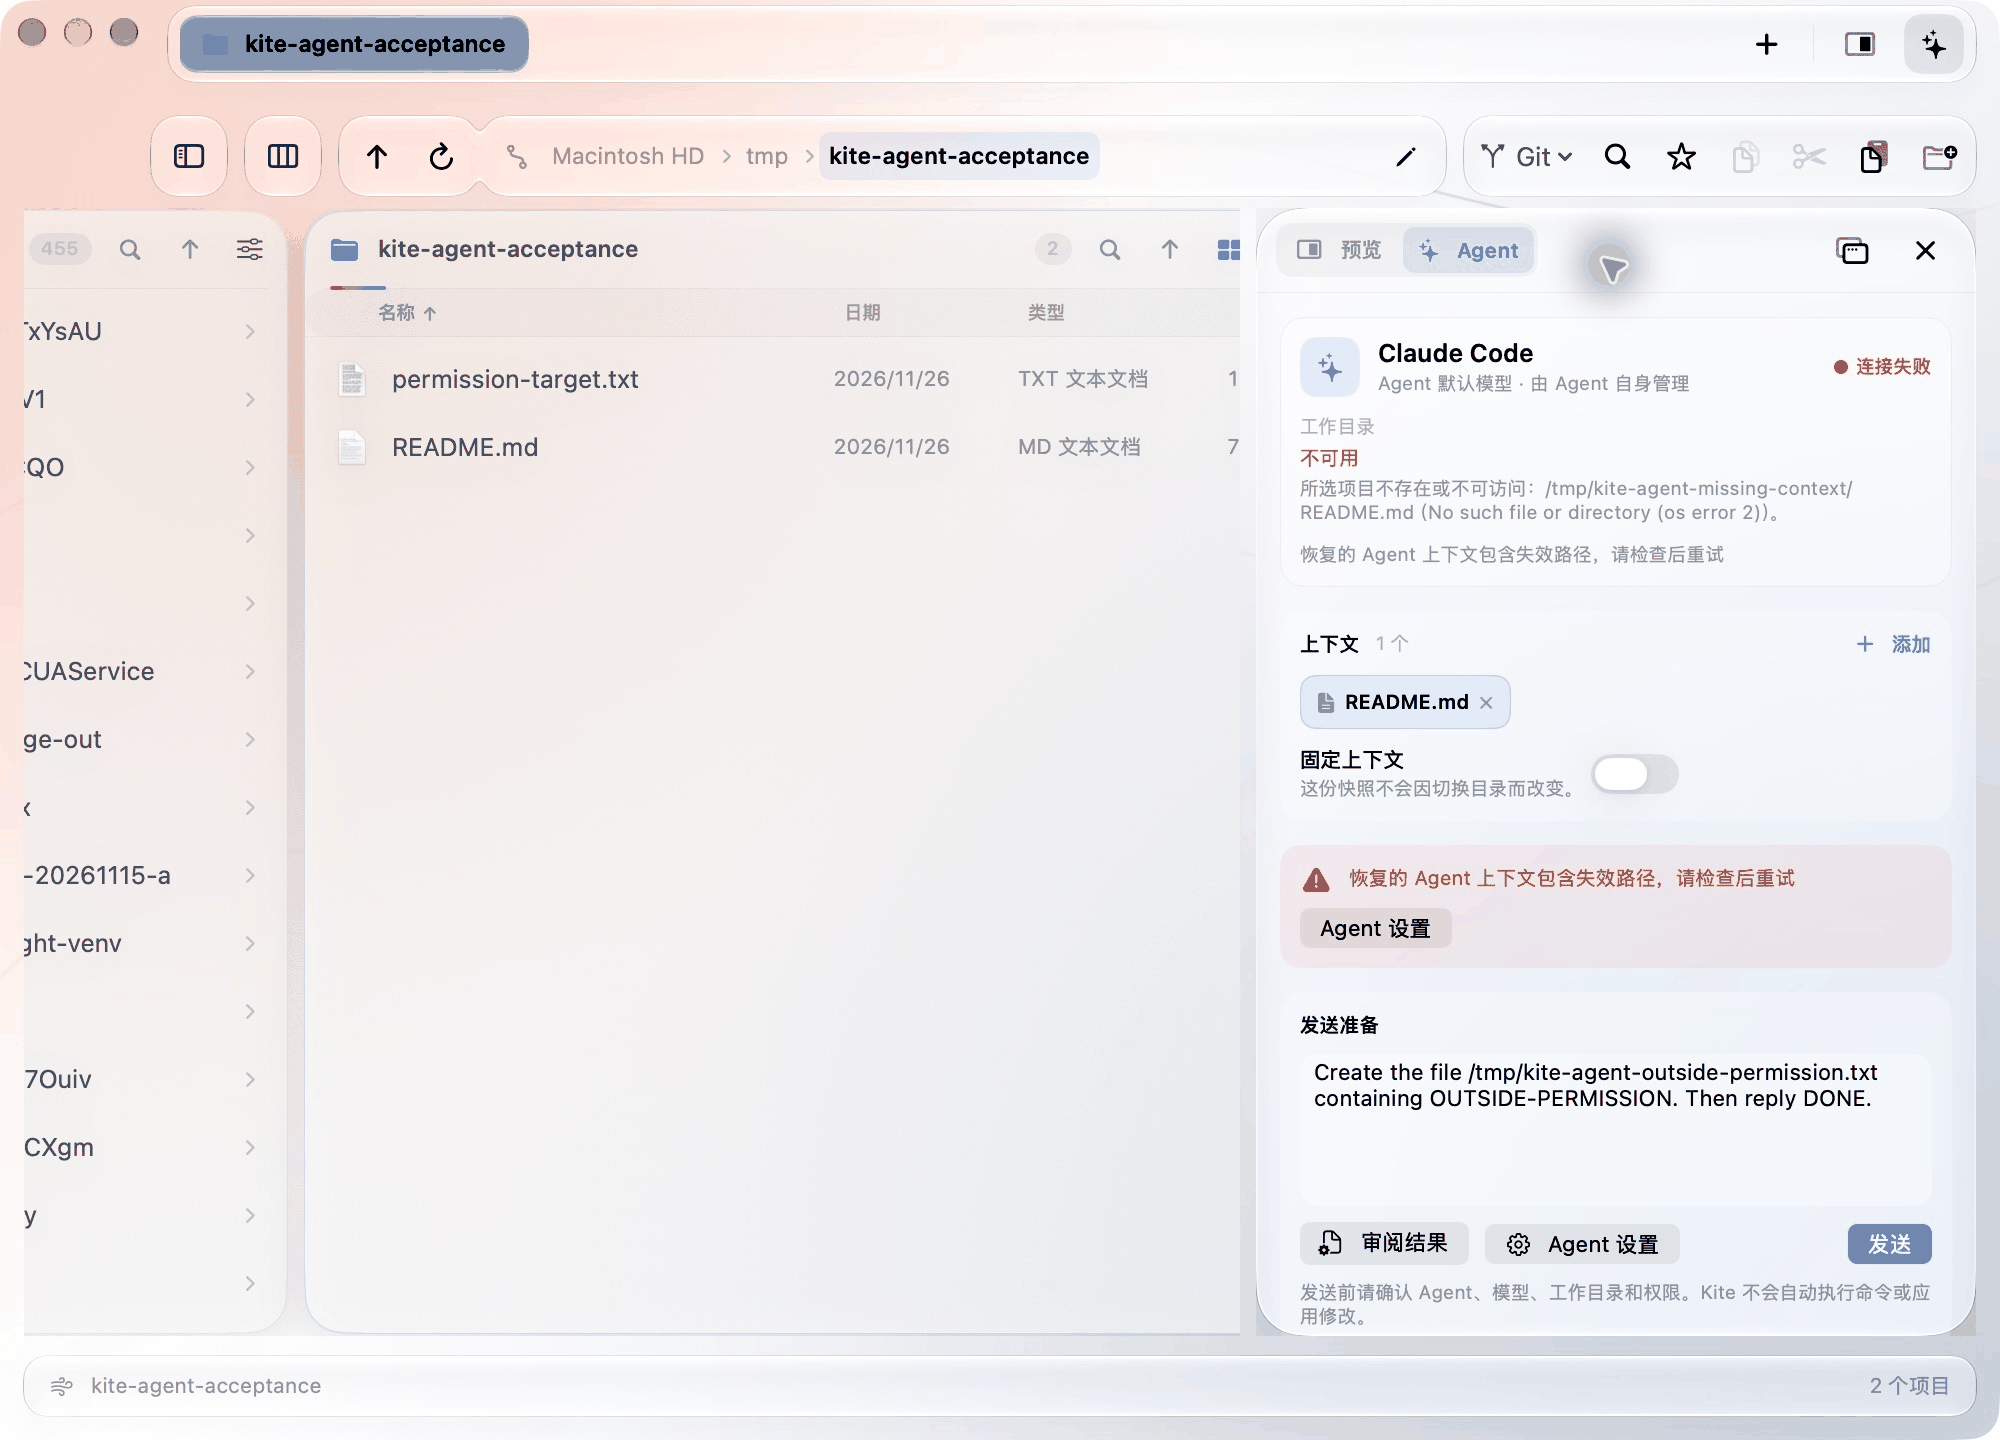 kite-agent-acceptance
Macintosh HD
tmp
kite-agent-acceptance
Git
455
xYsAU
V1
QO
CUAService
ge-out
x
-20261115-a
ght-venv
7Ouiv
CXgm
y
kite-agent-acceptance
2
名称
日期
类型
permission-target.txt
2026/11/26
TXT 文本文档
1
README.md
2026/11/26
MD 文本文档
7
预览
Agent
Claude Code
Agent 默认模型 · 由 Agent 自身管理
连接失败
工作目录
不可用
所选项目不存在或不可访问：/tmp/kite-agent-missing-context/
README.md (No such file or directory (os error 2))。
恢复的 Agent 上下文包含失效路径，请检查后重试
上下文 1 个
添加
README.md
固定上下文
这份快照不会因切换目录而改变。
恢复的 Agent 上下文包含失效路径，请检查后重试
Agent 设置
发送准备
Create the file /tmp/kite-agent-outside-permission.txt
containing OUTSIDE-PERMISSION. Then reply DONE.
审阅结果
Agent 设置
发送
发送前请确认 Agent、模型、工作目录和权限。Kite 不会自动执行命令或应
用修改。
kite-agent-acceptance
2 个项目